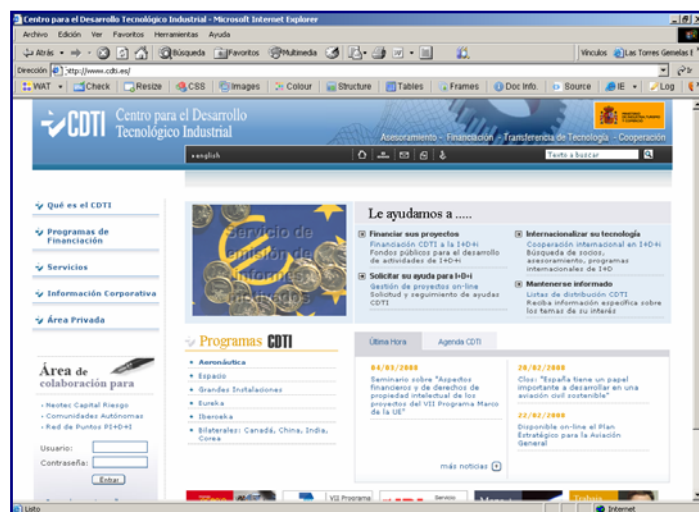 Centro para el Desarrollo Tecnológico Industrial - Microsoft Internet Explorer
Archivo Edición Ver Favoritos Herramientas Ayuda
Atrás Búsqueda Favoritos Multimedia Vínculos Las Torres Gemelas E
Dirección http://www.cdti.es/ Ir
WAT Check Resize CSS Images Colour Structure Tables Frames Doc Info. Source IE Log
CDTI Centro para el Desarrollo
Tecnológico Industrial
Asesoramiento - Financiación - Transferencia de Tecnología - Cooperación
english Texto a buscar
Qué es el CDTI
Programas de
Financiación
Servicios
Información Corporativa
Área Privada
Área de
colaboración para
Neotec Capital Riesgo
Comunidades Autónomas
Red de Puntos PI+D+I
Usuario:
Contraseña:
Entrar
Servicio de
emisión de
informes
motivados
Le ayudamos a .....
Financiar sus proyectos
Financiación CDTI a la I+D+i
Fondos públicos para el desarrollo
de actividades de I+D+i
Solicitar su ayuda para I+D+i
Gestión de proyectos on-line
Solicitud y seguimiento de ayudas
CDTI
Internacionalizar su tecnología
Cooperación internacional en I+D+i
Búsqueda de socios,
asesoramiento, programas
internacionales de I+D
Mantenerse informado
Listas de distribución CDTI
Reciba información específica sobre
los temas de su interés
Programas CDTI
Aeronáutica
Espacio
Grandes Instalaciones
Eureka
Iberoeka
Bilaterales: Canadá, China, India,
Corea
Última Hora Agenda CDTI
04/03/2008
Seminario sobre "Aspectos
financieros y de derechos de
propiedad intelectual de los
proyectos del VII Programa Marco
de la UE"
28/02/2008
Clos: "España tiene un papel
importante a desarrollar en una
aviación civil sostenible"
22/02/2008
Disponible on-line el Plan
Estratégico para la Aviación
General
más noticias
VII Programa
Servicio
Trabaja
Listo Internet